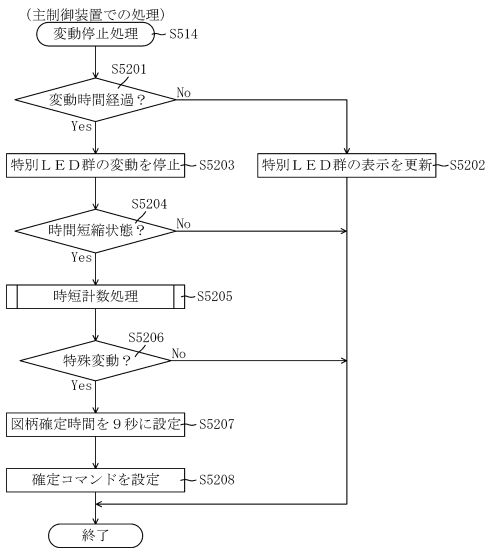 (主制御装置での処理)
変動停止処理 S514
S5201
変動時間経過? No
Yes
特別LED群の変動を停止 S5203
特別LED群の表示を更新 S5202
S5204
時間短縮状態? No
Yes
時短計数処理 S5205
S5206
特殊変動? No
Yes
図柄確定時間を9秒に設定 S5207
確定コマンドを設定 S5208
終了